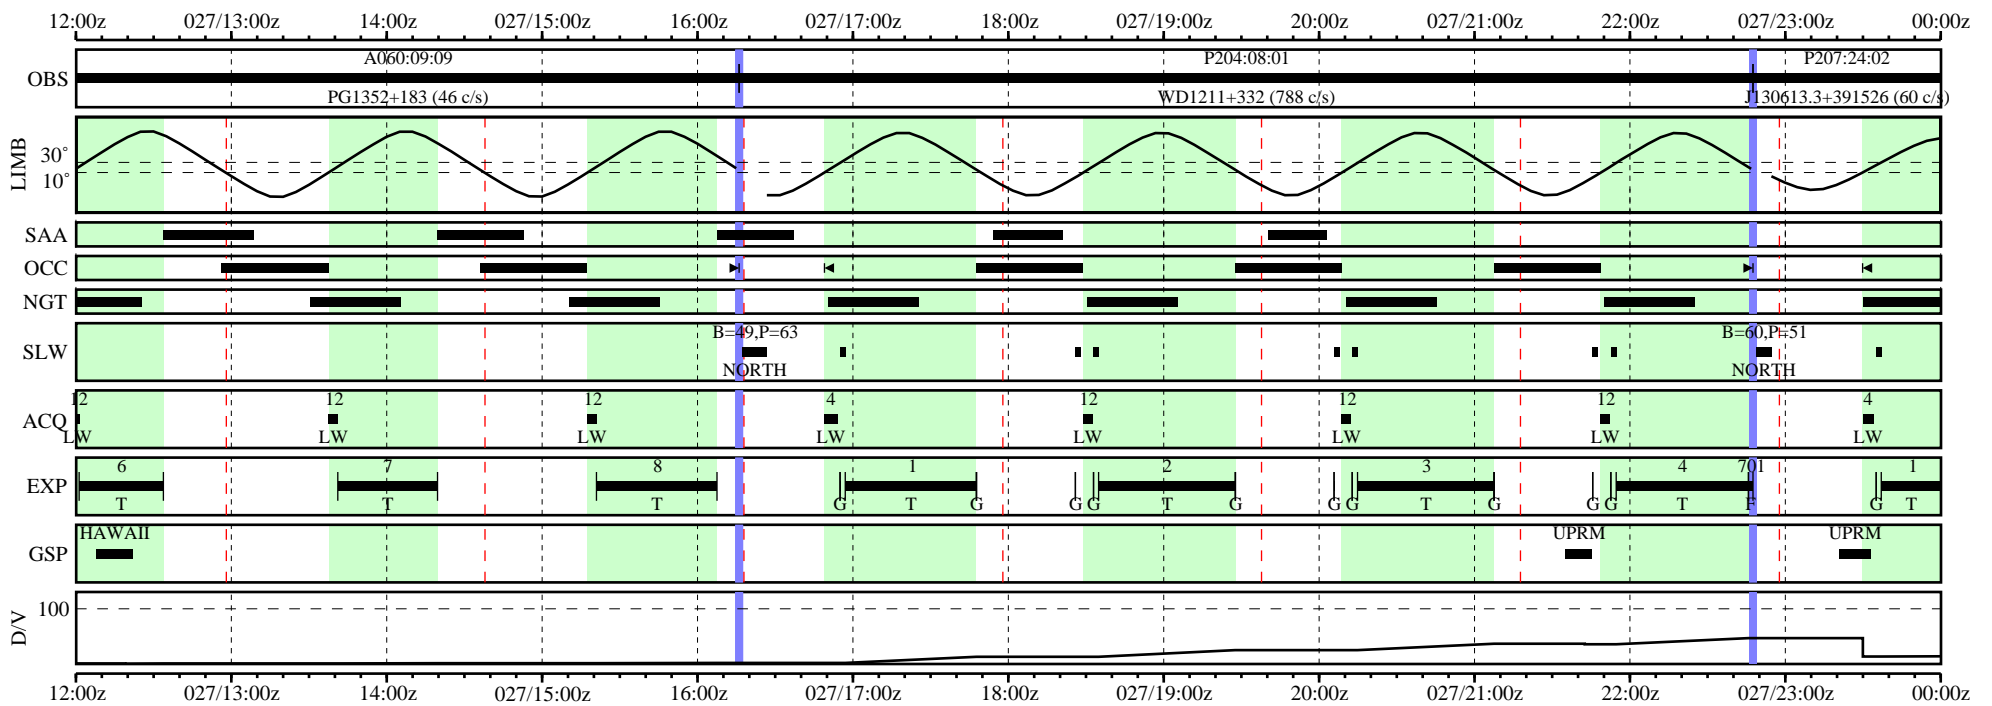 12:00z 027/13:00z 14:00z 027/15:00z 16:00z 027/17:00z 18:00z 027/19:00z 20:00z 027/21:00z 22:00z 027/23:00z 00:00z
A060:09:09 P204:08:01 P207:24:02
OBS
PG1352+183 (46 c/s) WD1211+332 (788 c/s) J130613.3+391526 (60 c/s)
LIMB
30°
10°
SAA
OCC
NGT
B=49,P=63 B=60,P=51
SLW
NORTH NORTH
12 12 12 4 12 12 12 4
ACQ
LW LW LW LW LW LW LW LW
6 7 8 1 2 3 4 701 1
EXP
T T T G T G G G T G G G T G G G T F G T
HAWAII UPRM UPRM
GSP
100
D/V
12:00z 027/13:00z 14:00z 027/15:00z 16:00z 027/17:00z 18:00z 027/19:00z 20:00z 027/21:00z 22:00z 027/23:00z 00:00z